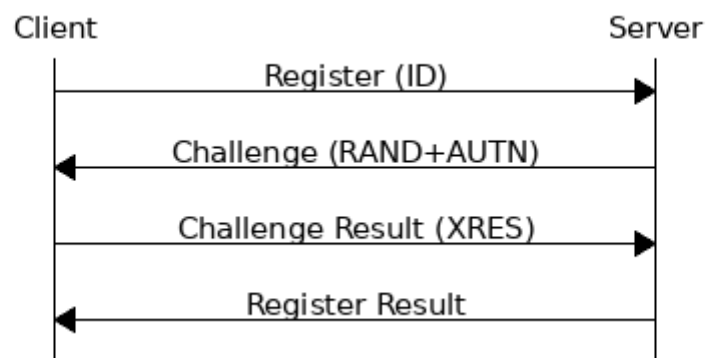 Client
Server
Register (ID)
Challenge (RAND+AUTN)
Challenge Result (XRES)
Register Result